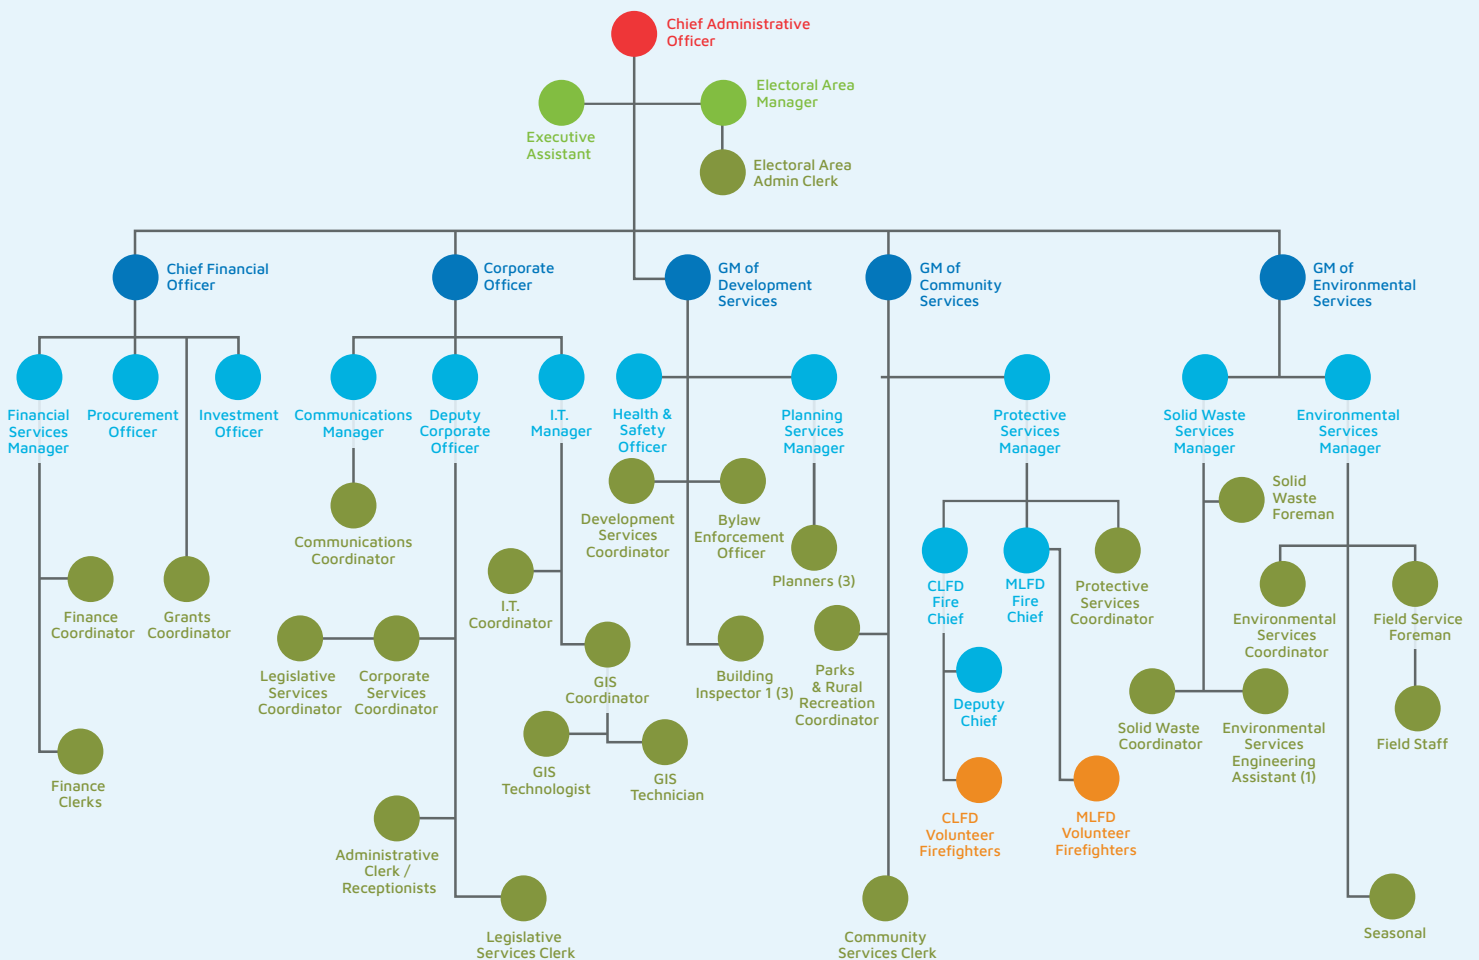 Chief Administrative
Officer
Electoral Area
Manager
Executive
Assistant
Electoral Area
Admin Clerk
Chief Financial
Officer
Corporate
Officer
GM of
Development
Services
GM of
Community
Services
GM of
Environmental
Services
Financial
Services
Manager
Procurement
Officer
Investment
Officer
Communications
Manager
Deputy
Corporate
Officer
I.T.
Manager
Health &
Safety
Officer
Planning
Services
Manager
Protective
Services
Manager
Solid Waste
Services
Manager
Environmental
Services
Manager
Communications
Coordinator
Development
Services
Coordinator
Bylaw
Enforcement
Officer
Planners (3)
Solid
Waste
Foreman
Finance
Coordinator
Grants
Coordinator
I.T.
Coordinator
CLFD
Fire
Chief
MLFD
Fire
Chief
Protective
Services
Coordinator
Environmental
Services
Coordinator
Field Service
Foreman
Legislative
Services
Coordinator
Corporate
Services
Coordinator
GIS
Coordinator
Building
Inspector 1 (3)
Parks
& Rural
Recreation
Coordinator
Deputy
Chief
Solid Waste
Coordinator
Environmental
Services
Engineering
Assistant (1)
Field Staff
Finance
Clerks
GIS
Technologist
GIS
Technician
CLFD
Volunteer
Firefighters
MLFD
Volunteer
Firefighters
Administrative
Clerk /
Receptionists
Legislative
Services Clerk
Community
Services Clerk
Seasonal